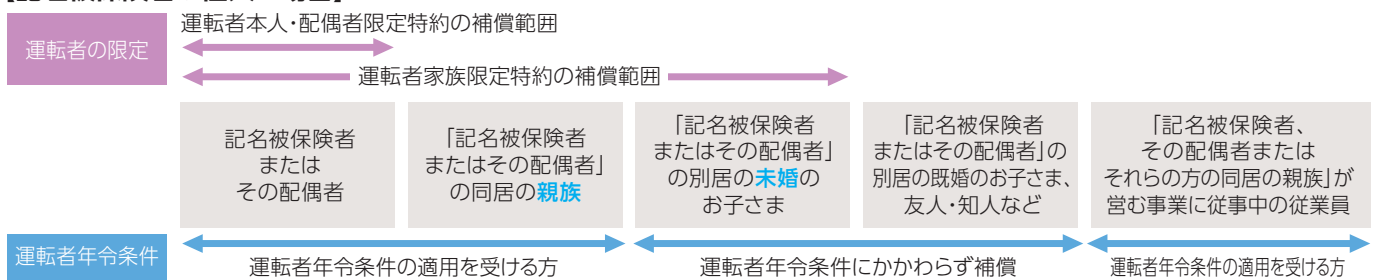 運転者の限定
運転者本人・配偶者限定特約の補償範囲
運転者家族限定特約の補償範囲
記名被保険者
または
その配偶者
「記名被保険者
またはその配偶者」
の同居の親族
「記名被保険者
またはその配偶者」
の別居の未婚の
お子さま
「記名被保険者
またはその配偶者」の
別居の既婚のお子さま、
友人・知人など
「記名被保険者、
その配偶者または
それらの方の同居の親族」が
営む事業に従事中の従業員
運転者年令条件
運転者年令条件の適用を受ける方
運転者年令条件にかかわらず補償
運転者年令条件の適用を受ける方